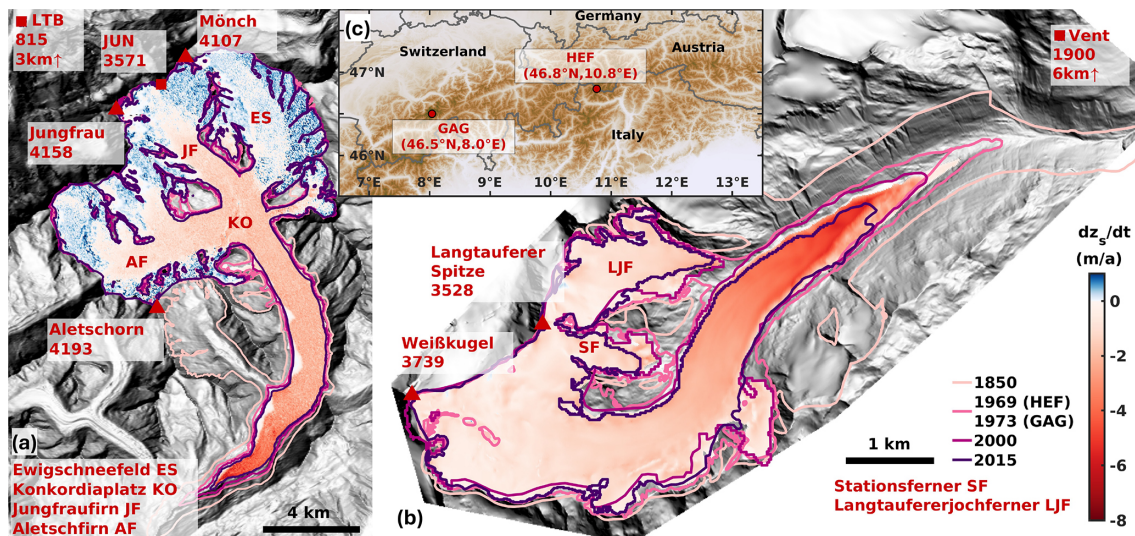 LTB
815
3km↑
JUN
3571
Mönch
4107
Jungfrau
4158
ES
JF
KO
AF
Aletschorn
4193
(a)
Ewigschneefeld ES
Konkordiaplatz KO
Jungfraufirn JF
Aletschfirn AF
4 km
(c)
Germany
Switzerland
Austria
HEF
(46.8°N,10.8°E)
47°N
GAG
(46.5°N,8.0°E)
Italy
46°N
7°E
8°E
9°E
10°E
11°E
12°E
13°E
Vent
1900
6km↑
Langtauferer
Spitze
3528
LJF
Weißkugel
3739
SF
(b)
1 km
1850
1969 (HEF)
1973 (GAG)
2000
2015
Stationsferner SF
Langtaufererjochferner LJF
dzs/dt
(m/a)
0
-2
-4
-6
-8